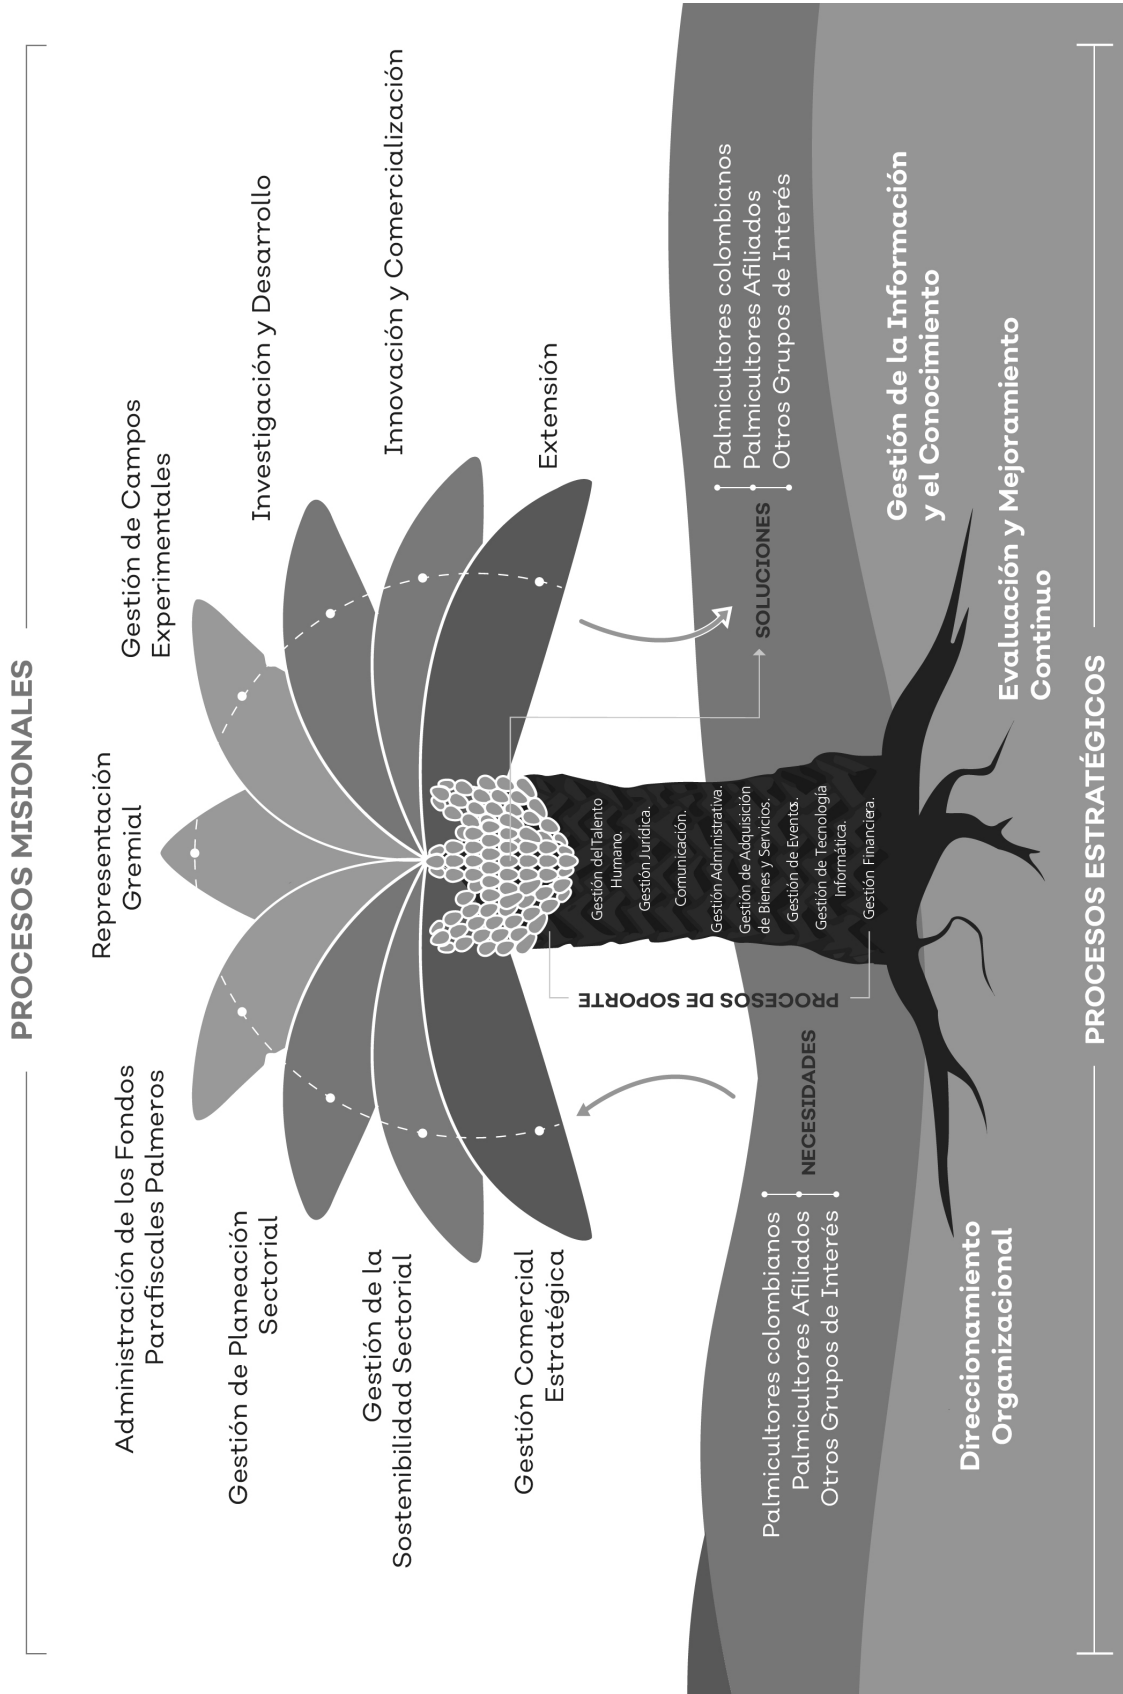 PROCESOS MISIONALES
Representación
Gremial
Administración de los Fondos
Parafiscales Palmeros
Gestión de Campos
Experimentales
Gestión de Planeación
Sectorial
Investigación y Desarrollo
Gestión de la
Sostenibilidad Sectorial
Innovación y Comercialización
Gestión Comercial
Estratégica
Extensión
PROCESOS DE SOPORTE
Gestión del Talento
Humano.
Gestión Jurídica.
Comunicación.
Gestión Administrativa.
Gestión de Adquisición
de Bienes y Servicios.
Gestión de Eventos.
Gestión de Tecnología
Informática.
Gestión Financiera.
Palmicultores colombianos
Palmicultores Afiliados
Otros Grupos de Interés
NECESIDADES
SOLUCIONES
Palmicultores colombianos
Palmicultores Afiliados
Otros Grupos de Interés
Direccionamiento
Organizacional
Gestión de la Información
y el Conocimiento
Evaluación y Mejoramiento
Continuo
PROCESOS ESTRATÉGICOS